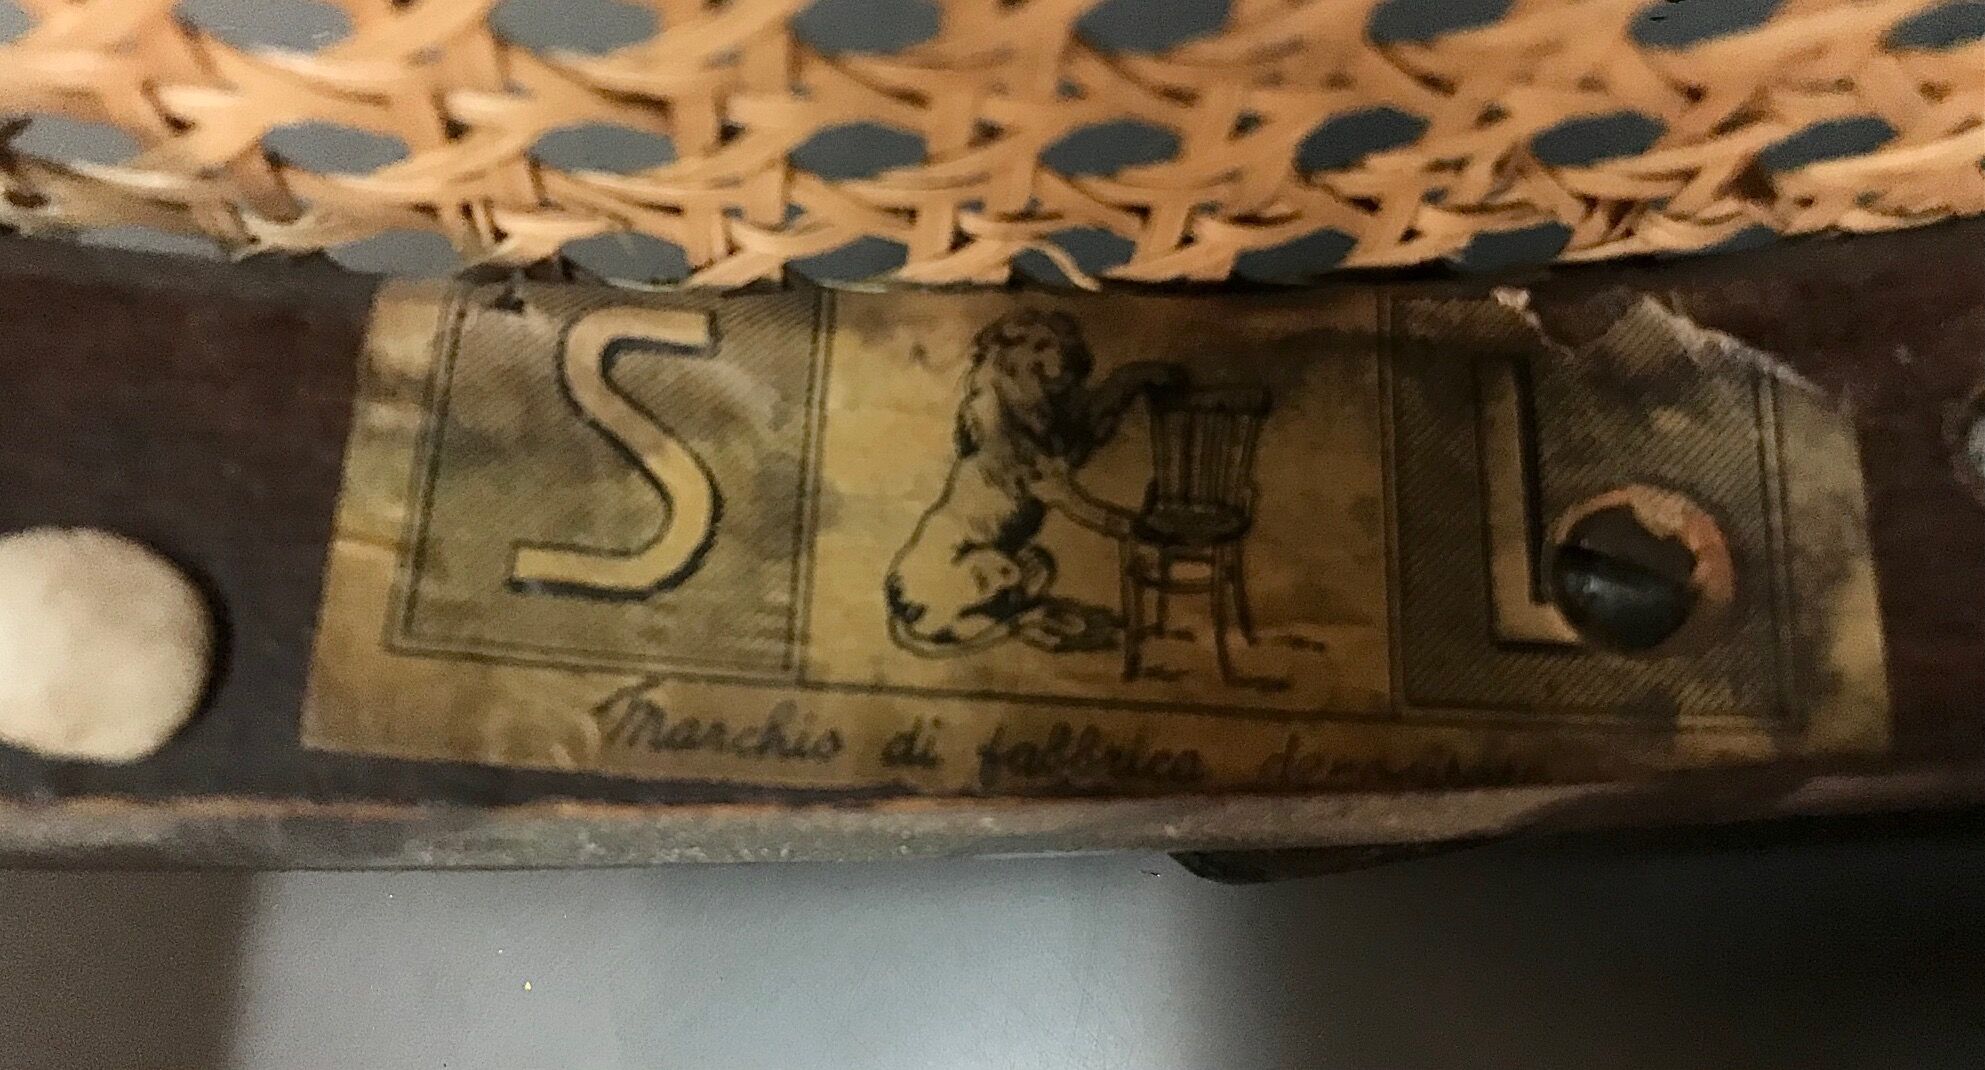 S L
Marchio di fabbrica